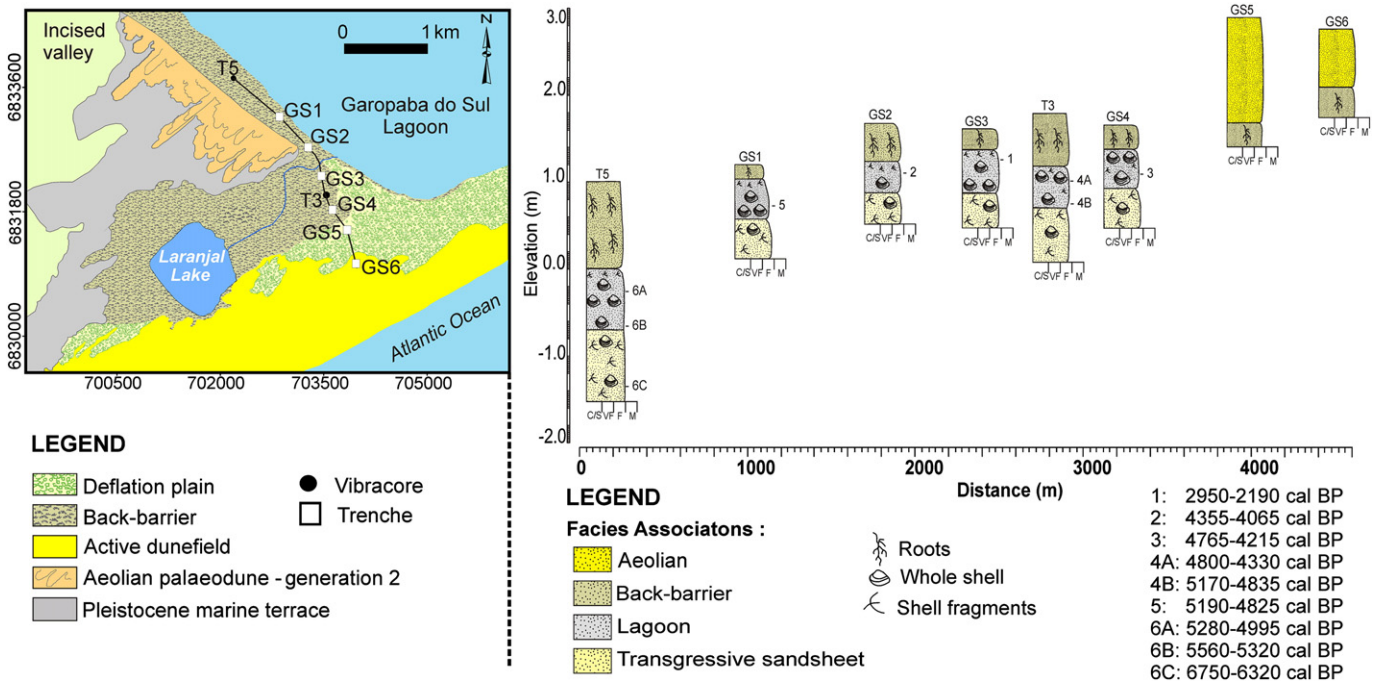 Incised
valley
T5
GS1
GS2
GS3
T3
GS4
GS5
GS6
0 1 km
N
Garopaba do Sul
Lagoon
Laranjal
Lake
Atlantic Ocean
6833600
6831800
6830000
700500 702000 703500 705000
LEGEND
Deflation plain
Back-barrier
Active dunefield
Aeolian palaeodune - generation 2
Pleistocene marine terrace
Vibracore
Trenche
Elevation (m)
3.0
2.0
1.0
0.0
-1.0
-2.0
T5
6A
6B
6C
C/S VF F M
GS1
5
C/S VF F M
GS2
2
C/S VF F M
GS3
1
C/S VF F M
T3
4A
4B
C/S VF F M
GS4
3
C/S VF F M
GS5
C/S VF F M
GS6
C/S VF F M
0 1000 2000 3000 4000
Distance (m)
LEGEND
Facies Associatons :
Aeolian
Back-barrier
Lagoon
Transgressive sandsheet
Roots
Whole shell
Shell fragments
1: 2950-2190 cal BP
2: 4355-4065 cal BP
3: 4765-4215 cal BP
4A: 4800-4330 cal BP
4B: 5170-4835 cal BP
5: 5190-4825 cal BP
6A: 5280-4995 cal BP
6B: 5560-5320 cal BP
6C: 6750-6320 cal BP